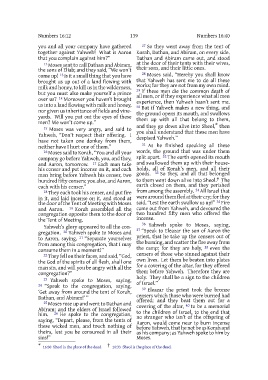 Numbers 16:12 139 Numbers 16:40
you and all your company have gathered
together against Yahweh! What is Aaron
that you complain against him?"
12 Moses sent to call Dathan and Abiram,
the sons of Eliab; and they said, "We won't
come up! 13 Is it a small thing that you have
brought us up out of a land flowing with
milk and honey, to kill us in the wilderness,
but you must also make yourself a prince
over us? 14 Moreover you haven't brought
us into a land flowing with milk and honey,
nor given us inheritance of fields and vine-
yards. Will you put out the eyes of these
men? We won't come up."
15 Moses was very angry, and said to
Yahweh, "Don't respect their offering. I
have not taken one donkey from them,
neither have I hurt one of them."
16 Moses said to Korah, "You and all your
company go before Yahweh, you, and they,
and Aaron, tomorrow. 17 Each man take
his censer and put incense on it, and each
man bring before Yahweh his censer, two
hundred fifty censers; you also, and Aaron,
each with his censer."
18 They each took his censer, and put fire
in it, and laid incense on it, and stood at
the door of the Tent of Meeting with Moses
and Aaron. 19 Korah assembled all the
congregation opposite them to the door of
the Tent of Meeting.
Yahweh's glory appeared to all the con-
gregation. 20 Yahweh spoke to Moses and
to Aaron, saying, 21 "Separate yourselves
from among this congregation, that I may
consume them in a moment!"
22 They fell on their faces, and said, "God,
the God of the spirits of all flesh, shall one
man sin, and will you be angry with all the
congregation?"
23 Yahweh spoke to Moses, saying,
24 "Speak to the congregation, saying,
'Get away from around the tent of Korah,
Dathan, and Abiram!'"
25 Moses rose up and went to Dathan and
Abiram; and the elders of Israel followed
him. 26 He spoke to the congregation,
saying, "Depart, please, from the tents of
these wicked men, and touch nothing of
theirs, lest you be consumed in all their
sins!"
27 So they went away from the tent of
Korah, Dathan, and Abiram, on every side.
Dathan and Abiram came out, and stood
at the door of their tents with their wives,
their sons, and their little ones.
28 Moses said, "Hereby you shall know
that Yahweh has sent me to do all these
works; for they are not from my own mind.
29 If these men die the common death of
all men, or if they experience what all men
experience, then Yahweh hasn't sent me.
30 But if Yahweh makes a new thing, and
the ground opens its mouth, and swallows
them up with all that belong to them,
and they go down alive into Sheol,* then
you shall understand that these men have
despised Yahweh."
31 As he finished speaking all these
words, the ground that was under them
split apart. 32 The earth opened its mouth
and swallowed them up with their house-
holds, all of Korah's men, and all their
goods. 33 So they, and all that belonged
to them went down alive into Sheol.† The
earth closed on them, and they perished
from among the assembly. 34 All Israel that
were around them fled at their cry; for they
said, "Lest the earth swallow us up!" 35 Fire
came out from Yahweh, and devoured the
two hundred fifty men who offered the
incense.
36 Yahweh spoke to Moses, saying,
37 "Speak to Eleazar the son of Aaron the
priest, that he take up the censers out of
the burning, and scatter the fire away from
the camp; for they are holy, 38 even the
censers of those who sinned against their
own lives. Let them be beaten into plates
for a covering of the altar, for they offered
them before Yahweh. Therefore they are
holy. They shall be a sign to the children
of Israel."
39 Eleazar the priest took the bronze
censers which those who were burned had
offered; and they beat them out for a
covering of the altar, 40 to be a memorial
to the children of Israel, to the end that
no stranger who isn't of the offspring of
Aaron, would come near to burn incense
before Yahweh, that he not be as Korah and
as his company; as Yahweh spoke to him by
Moses.
* 16:30 Sheol is the place of the dead. † 16:33 Sheol is the place of the dead.